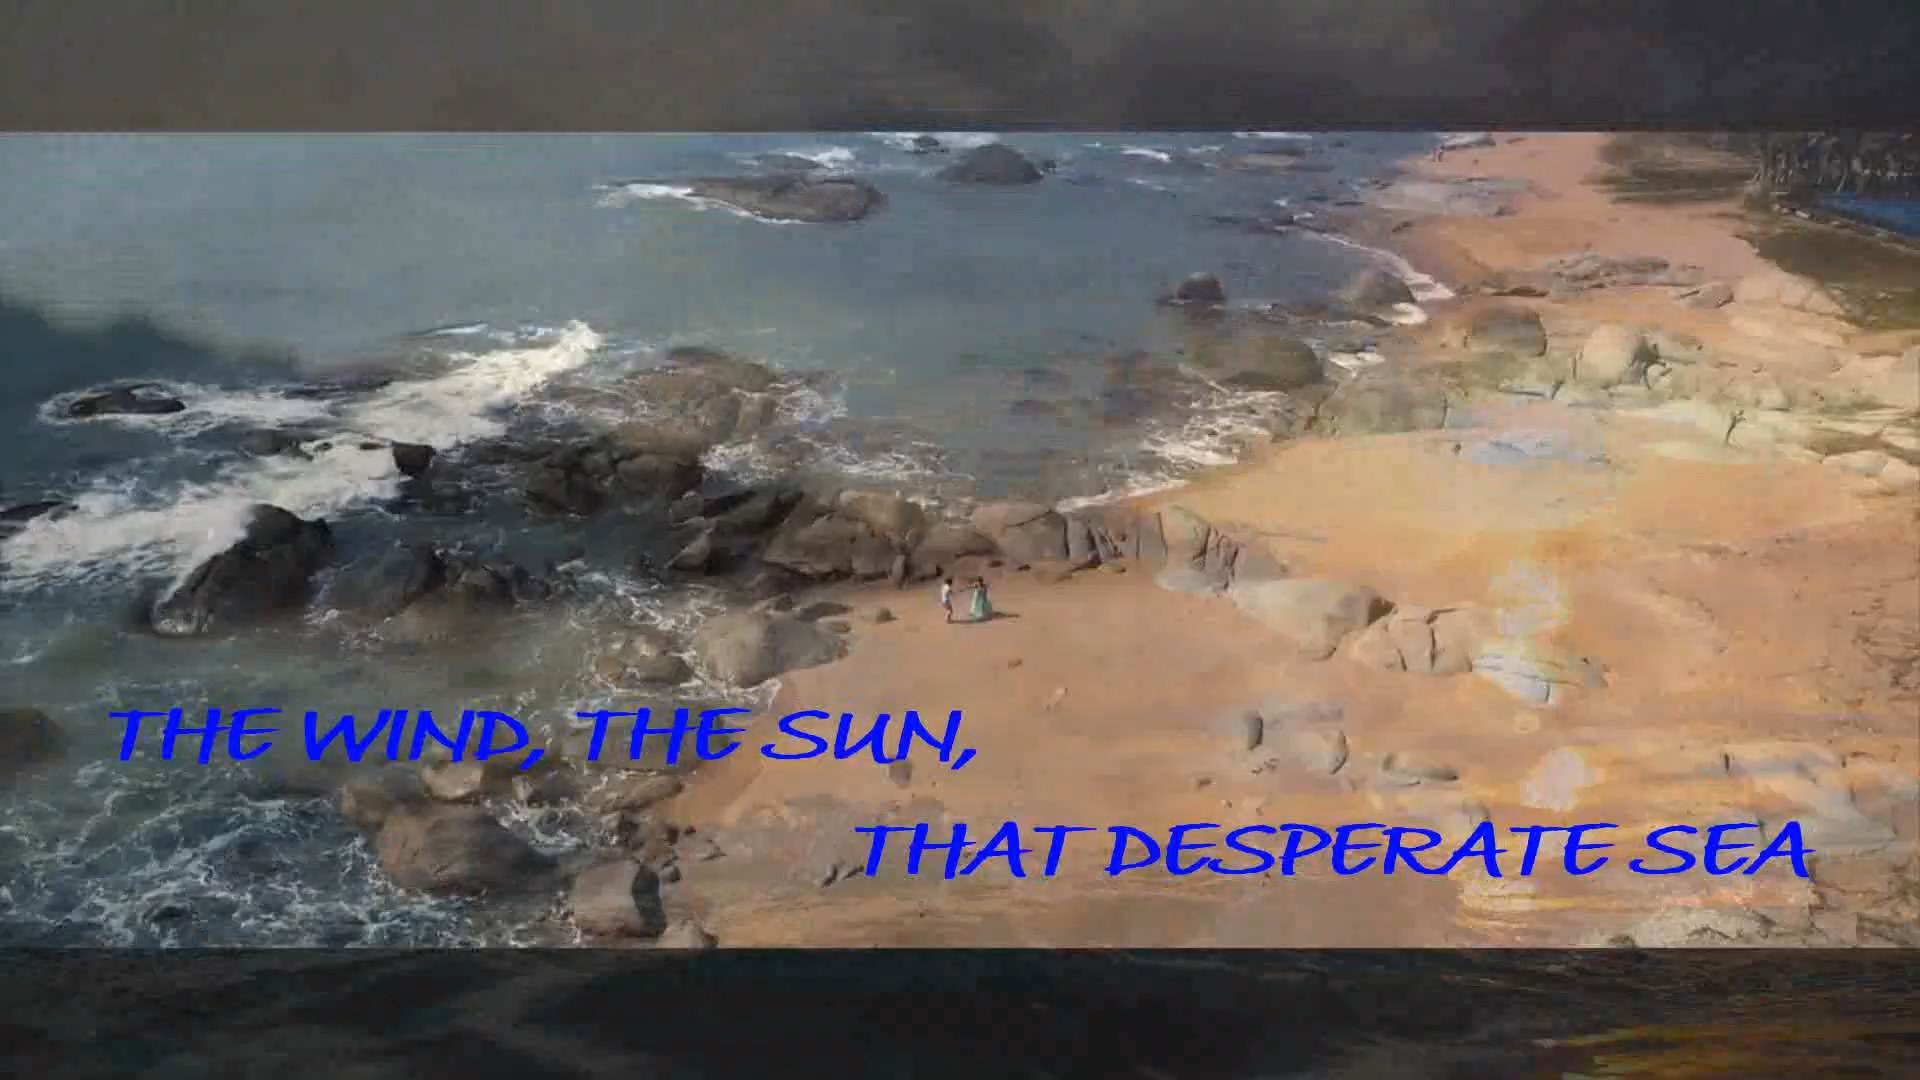 THE WIND, THE SUN,
THAT DESPERATE SEA